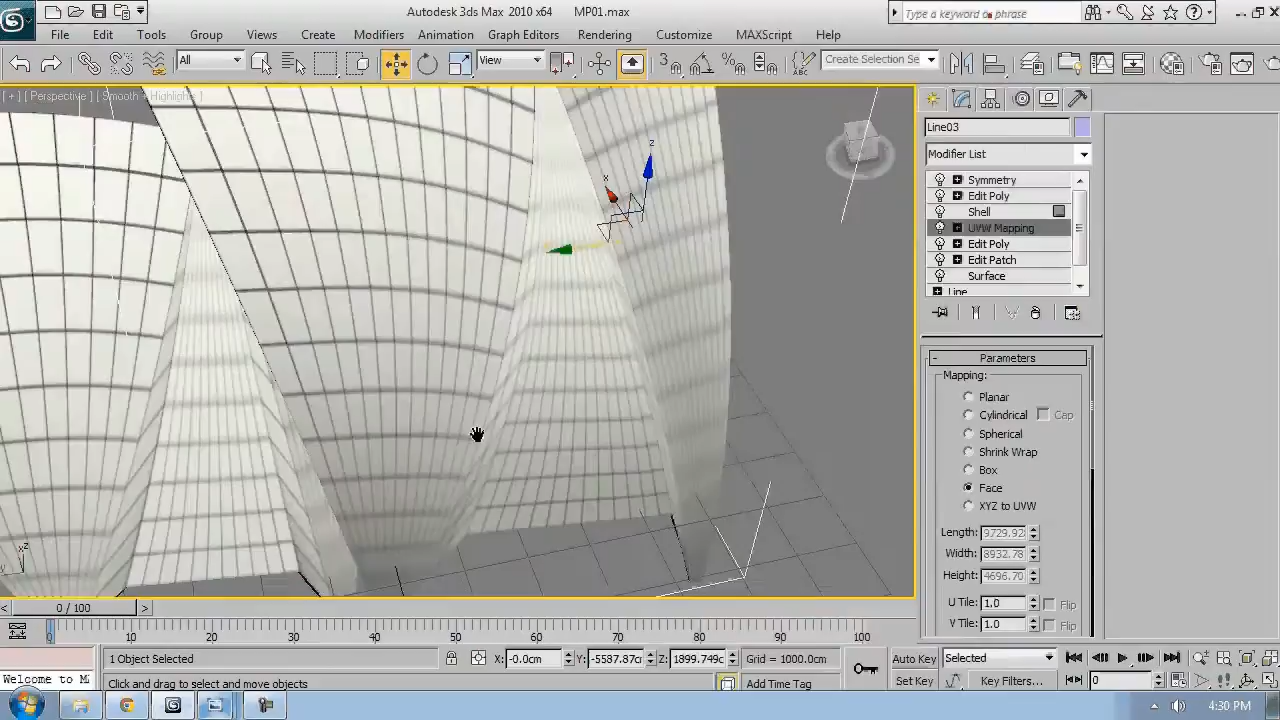 Autodesk 3ds Max 2010 x64 MP01.max
Type a keyword or phrase
File Edit Tools Group Views Create Modifiers Animation Graph Editors Rendering Customize MAXScript Help
All
View
Create Selection Se
[ + ] [ Perspective ] [ Smooth + Highlights ]
Line03
Modifier List
Symmetry
Edit Poly
Shell
UVW Mapping
Edit Poly
Edit Patch
Surface
Line
Parameters
Mapping:
Planar
Cylindrical Cap
Spherical
Shrink Wrap
Box
Face
XYZ to UVW
Length: 9729.92
Width: 8932.78
Height: 4696.70
U Tile: 1.0 Flip
V Tile: 1.0 Flip
x
z
z
x
< 0 / 100 >
0 10 20 30 40 50 60 70 80 90 100
1 Object Selected X: -0.0cm Y: -5587.87c Z: 1899.749c Grid = 1000.0cm
Auto Key Selected
Welcome to M
Click and drag to select and move objects Add Time Tag
Set Key Key Filters... 0
4:30 PM